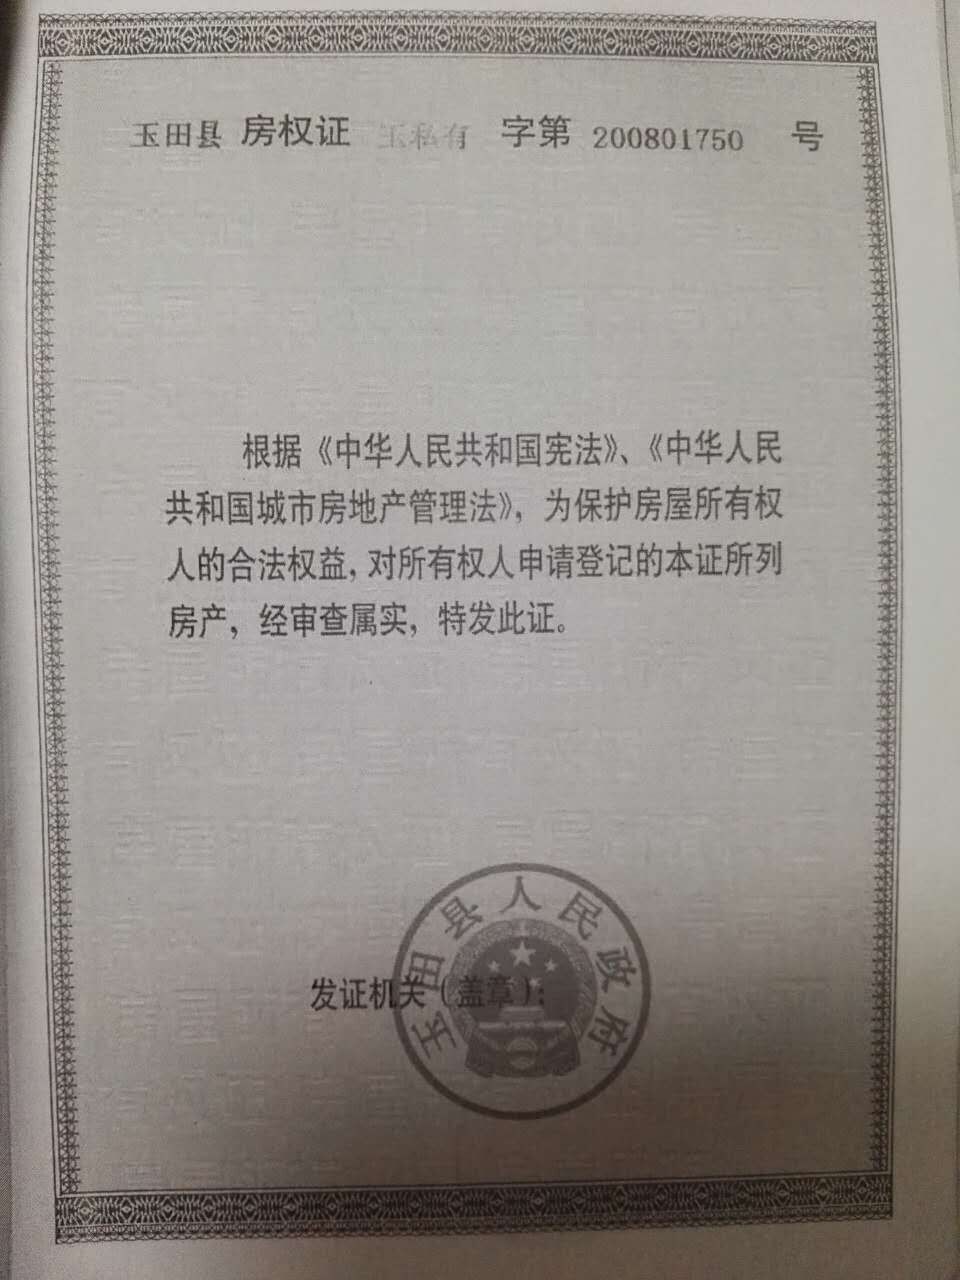 玉田县 房权证 玉私有 字第 200801750 号
根据《中华人民共和国宪法》、《中华人民
共和国城市房地产管理法》，为保护房屋所有权
人的合法权益，对所有权人申请登记的本证所列
房产，经审查属实，特发此证。
发证机关（盖章）：
玉田县人民政府